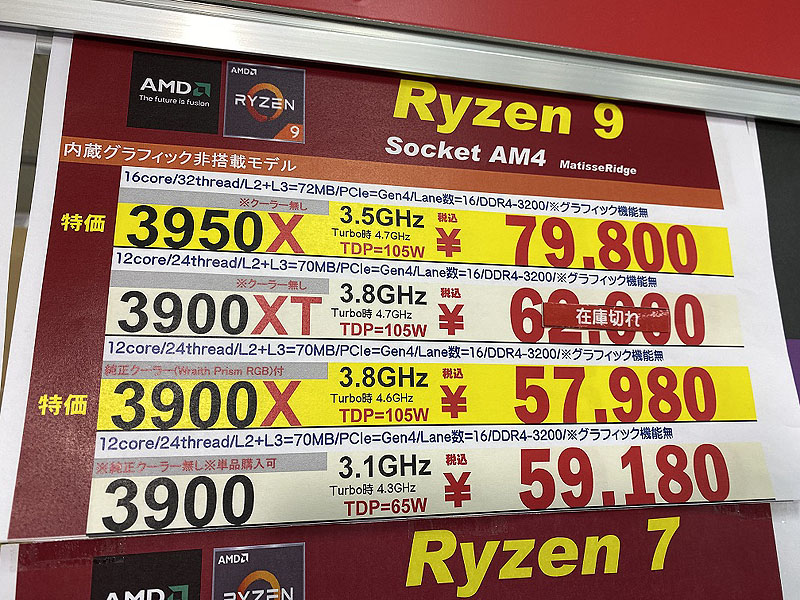 AMD
The future is fusion
AMD
RYZEN
9
Ryzen 9
Socket AM4 MatisseRidge
内蔵グラフィック非搭載モデル
16core/32thread/L2+L3=72MB/PCIe=Gen4/Lane数=16/DDR4-3200/※グラフィック機能無
特価
※クーラー無し
3950X
3.5GHz
Turbo時 4.7GHz
TDP=105W
税込
¥ 79,800
12core/24thread/L2+L3=70MB/PCIe=Gen4/Lane数=16/DDR4-3200/※グラフィック機能無
※クーラー無し
3900XT
3.8GHz
Turbo時 4.7GHz
TDP=105W
税込
¥
在庫切れ
12core/24thread/L2+L3=70MB/PCIe=Gen4/Lane数=16/DDR4-3200/※グラフィック機能無
特価
純正クーラー(Wraith Prism RGB)付
3900X
3.8GHz
Turbo時 4.6GHz
TDP=105W
税込
¥ 57,980
12core/24thread/L2+L3=70MB/PCIe=Gen4/Lane数=16/DDR4-3200/※グラフィック機能無
※純正クーラー無し※単品購入可
3900
3.1GHz
Turbo時 4.3GHz
TDP=65W
税込
¥ 59,180
AMD
AMD
RYZEN
Ryzen 7